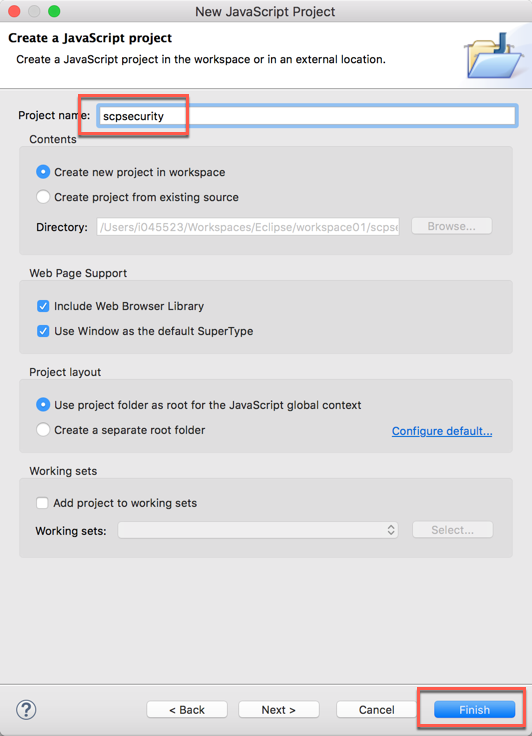 New JavaScript Project
Create a JavaScript project
Create a JavaScript project in the workspace or in an external location.
Project name: scpsecurity
Contents
Create new project in workspace
Create project from existing source
Directory: /Users/i045523/Workspaces/Eclipse/workspace01/scpse Browse...
Web Page Support
Include Web Browser Library
Use Window as the default SuperType
Project layout
Use project folder as root for the JavaScript global context
Create a separate root folder
Configure default...
Working sets
Add project to working sets
Working sets: Select...
? < Back Next > Cancel Finish